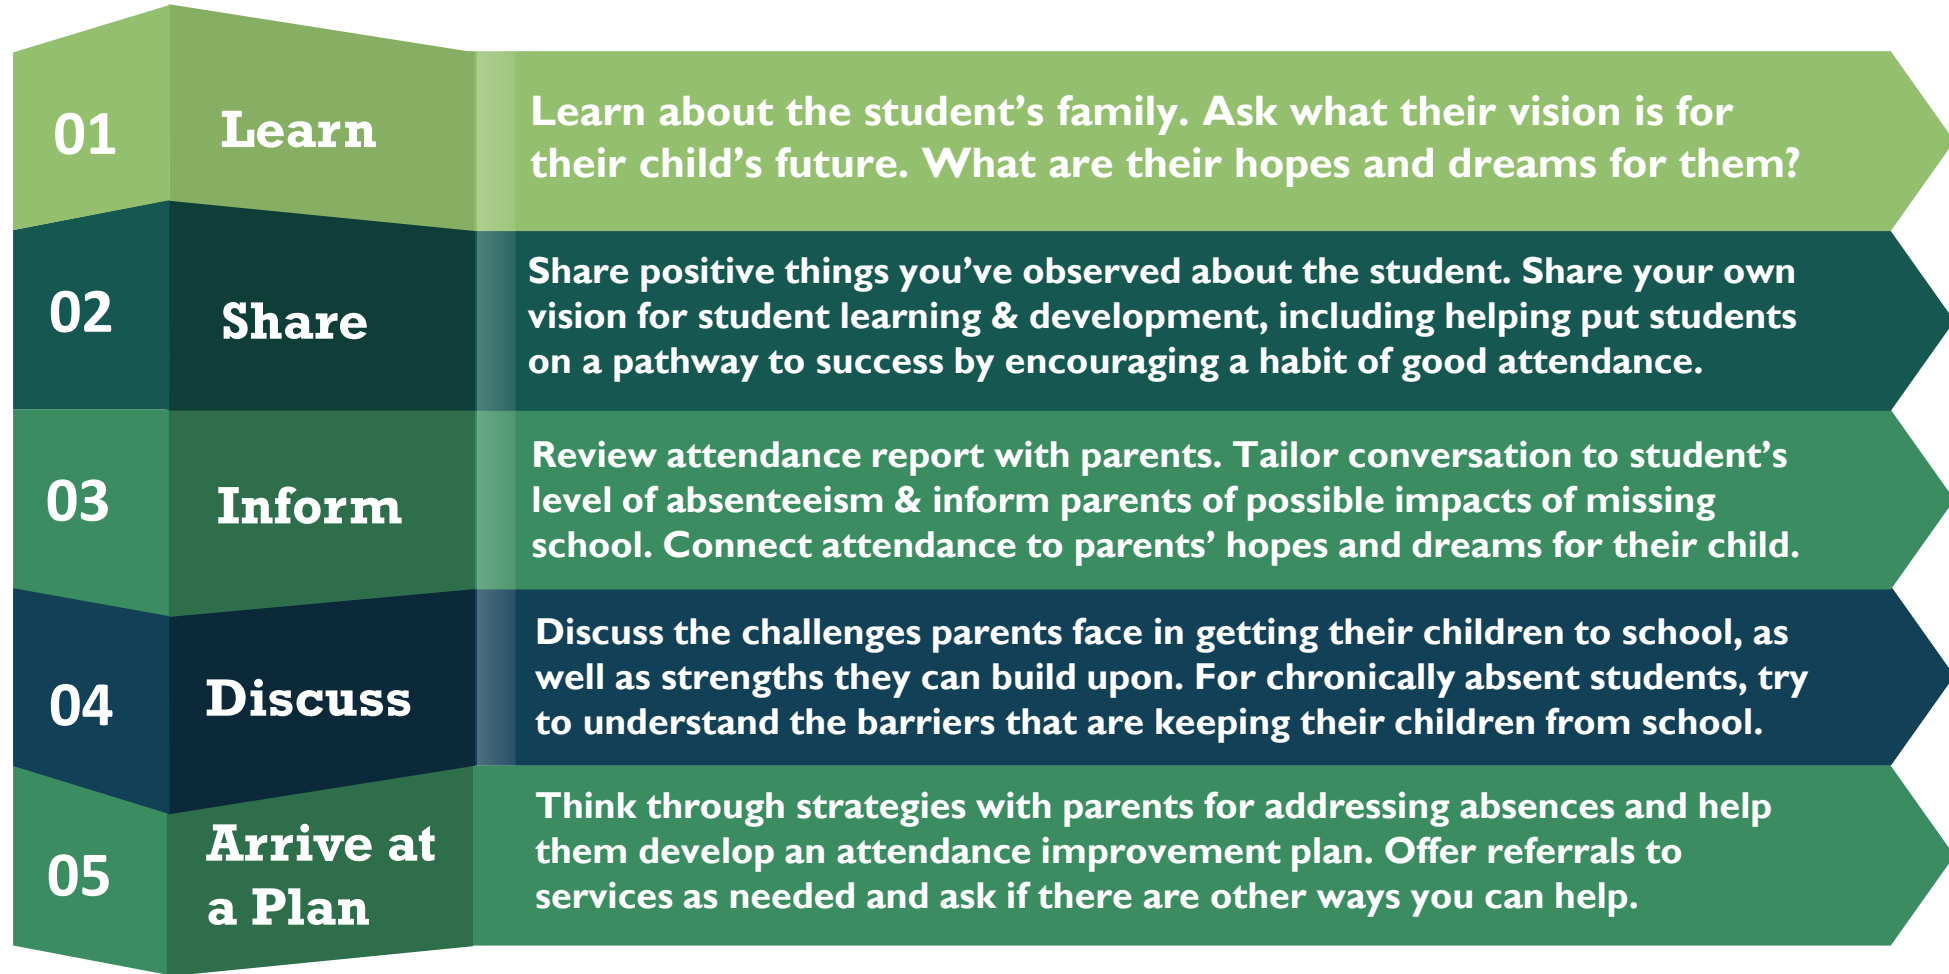 01
Learn
Learn about the student’s family. Ask what their vision is for
their child’s future. What are their hopes and dreams for them?
02
Share
Share positive things you’ve observed about the student. Share your own
vision for student learning & development, including helping put students
on a pathway to success by encouraging a habit of good attendance.
03
Inform
Review attendance report with parents. Tailor conversation to student’s
level of absenteeism & inform parents of possible impacts of missing
school. Connect attendance to parents’ hopes and dreams for their child.
04
Discuss
Discuss the challenges parents face in getting their children to school, as
well as strengths they can build upon. For chronically absent students, try
to understand the barriers that are keeping their children from school.
05
Arrive at
a Plan
Think through strategies with parents for addressing absences and help
them develop an attendance improvement plan. Offer referrals to
services as needed and ask if there are other ways you can help.